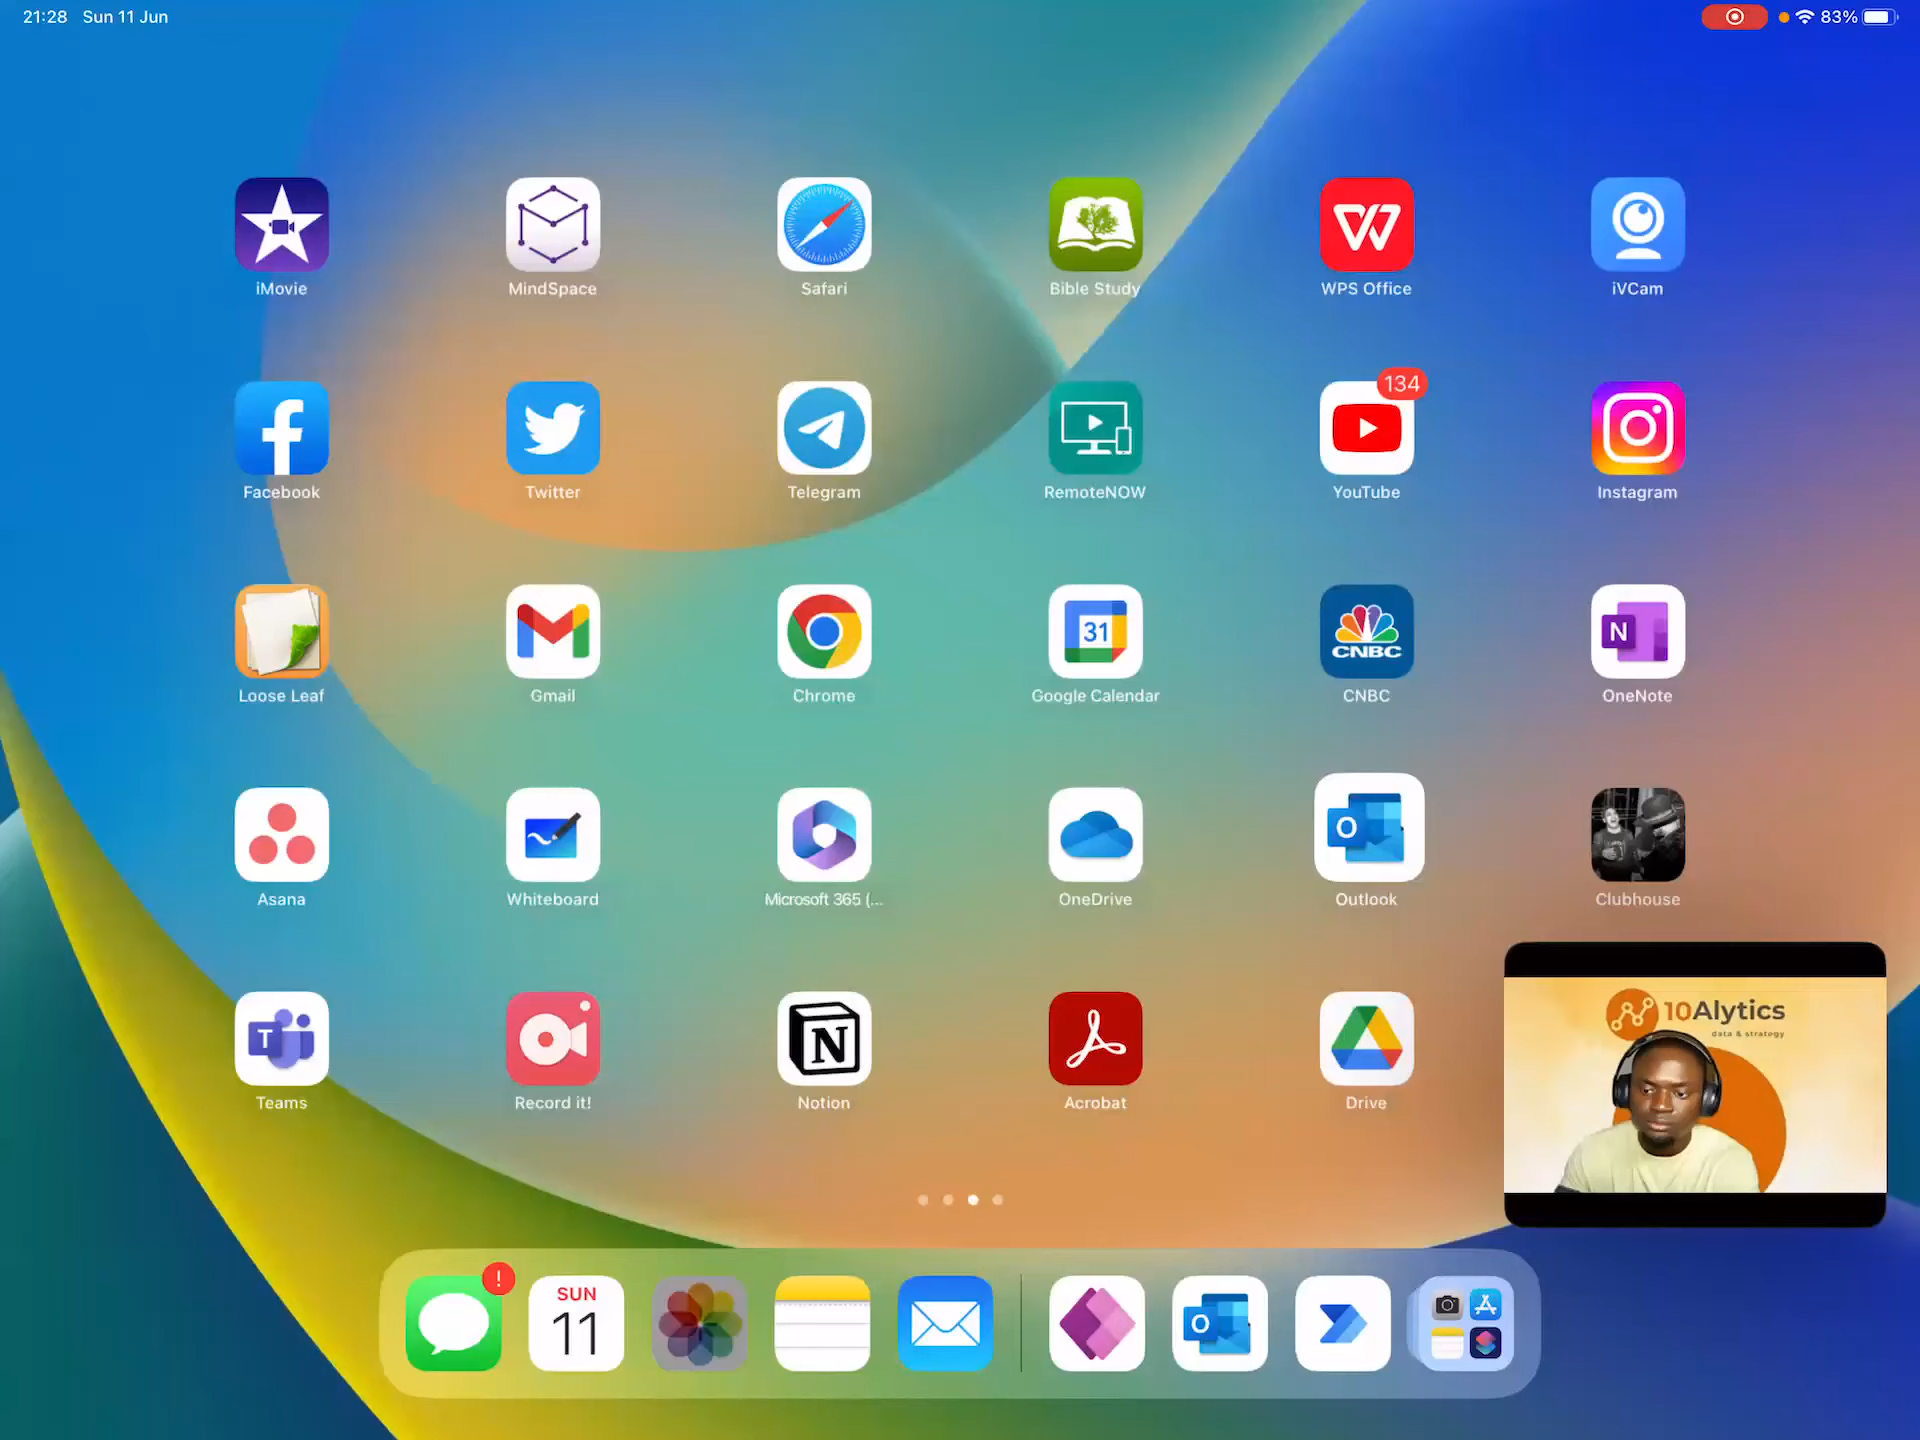 21:28 Sun 11 Jun
83%
iMovie
MindSpace
Safari
Bible Study
WPS Office
iVCam
134
Facebook
Twitter
Telegram
RemoteNOW
YouTube
Instagram
31
CNBC
N
Loose Leaf
Gmail
Chrome
Google Calendar
CNBC
OneNote
O
Asana
Whiteboard
Microsoft 365 (...
OneDrive
Outlook
Clubhouse
T
N
Teams
Record it!
Notion
Acrobat
Drive
10Alytics
data & strategy
!
SUN
11
O